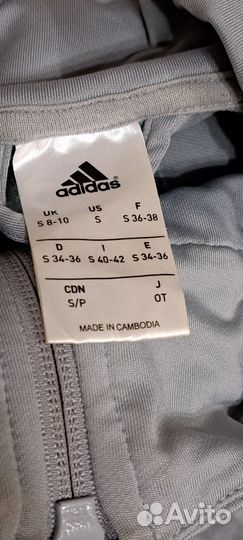 adidas
UK US F
S 8-10 S S 36-38
D I E
S 34-36 S 40-42 S 34-36
CDN J
S/P OT
MADE IN CAMBODIA
Avito